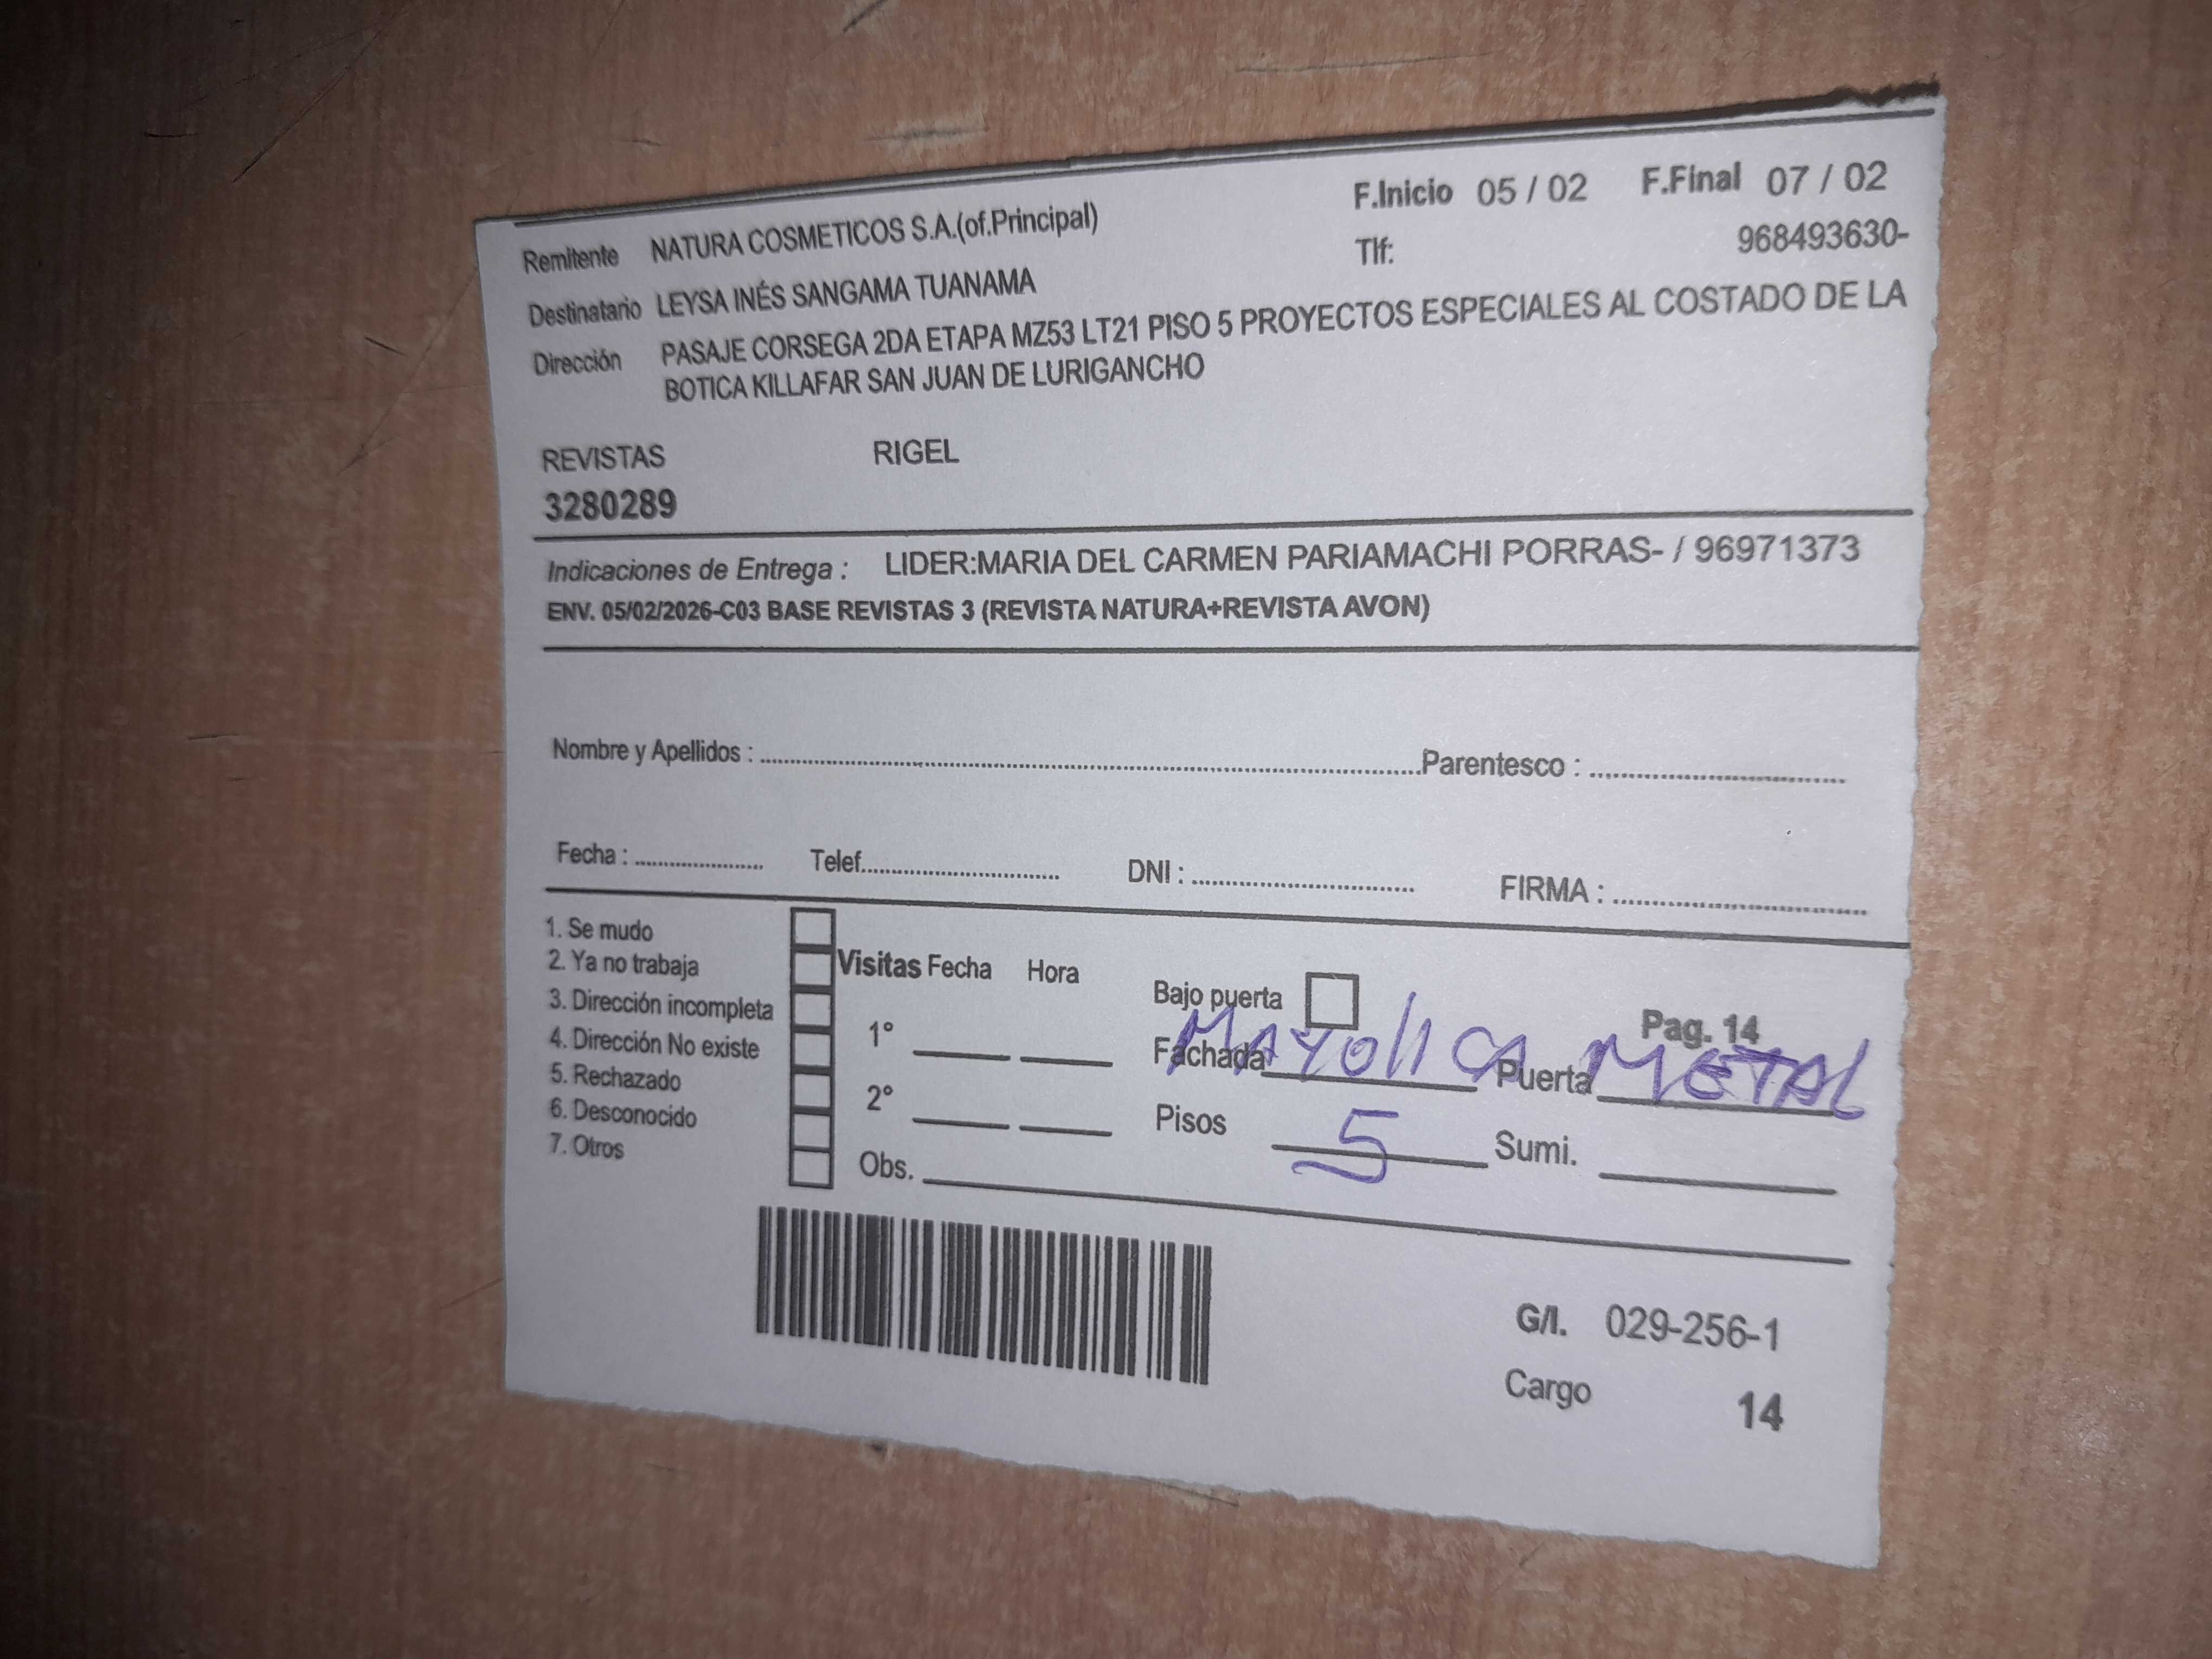 F.Inicio 05 / 02 F.Final 07 / 02
Remitente NATURA COSMETICOS S.A.(of.Principal) Tlf: 968493630-
Destinatario LEYSA INÉS SANGAMA TUANAMA
Dirección PASAJE CORSEGA 2DA ETAPA MZ53 LT21 PISO 5 PROYECTOS ESPECIALES AL COSTADO DE LA
BOTICA KILLAFAR SAN JUAN DE LURIGANCHO
REVISTAS RIGEL
3280289
Indicaciones de Entrega : LIDER:MARIA DEL CARMEN PARIAMACHI PORRAS- / 96971373
ENV. 05/02/2026-C03 BASE REVISTAS 3 (REVISTA NATURA+REVISTA AVON)
Nombre y Apellidos : Parentesco :
Fecha : Telef. DNI : FIRMA :
1. Se mudo
2. Ya no trabaja
3. Dirección incompleta
4. Dirección No existe
5. Rechazado
6. Desconocido
7. Otros
Visitas Fecha Hora
1°
2°
Obs.
Bajo puerta Pag. 14
Fachada MAYOLICA Puerta METAL
Pisos 5 Sumi.
G/I. 029-256-1
Cargo 14